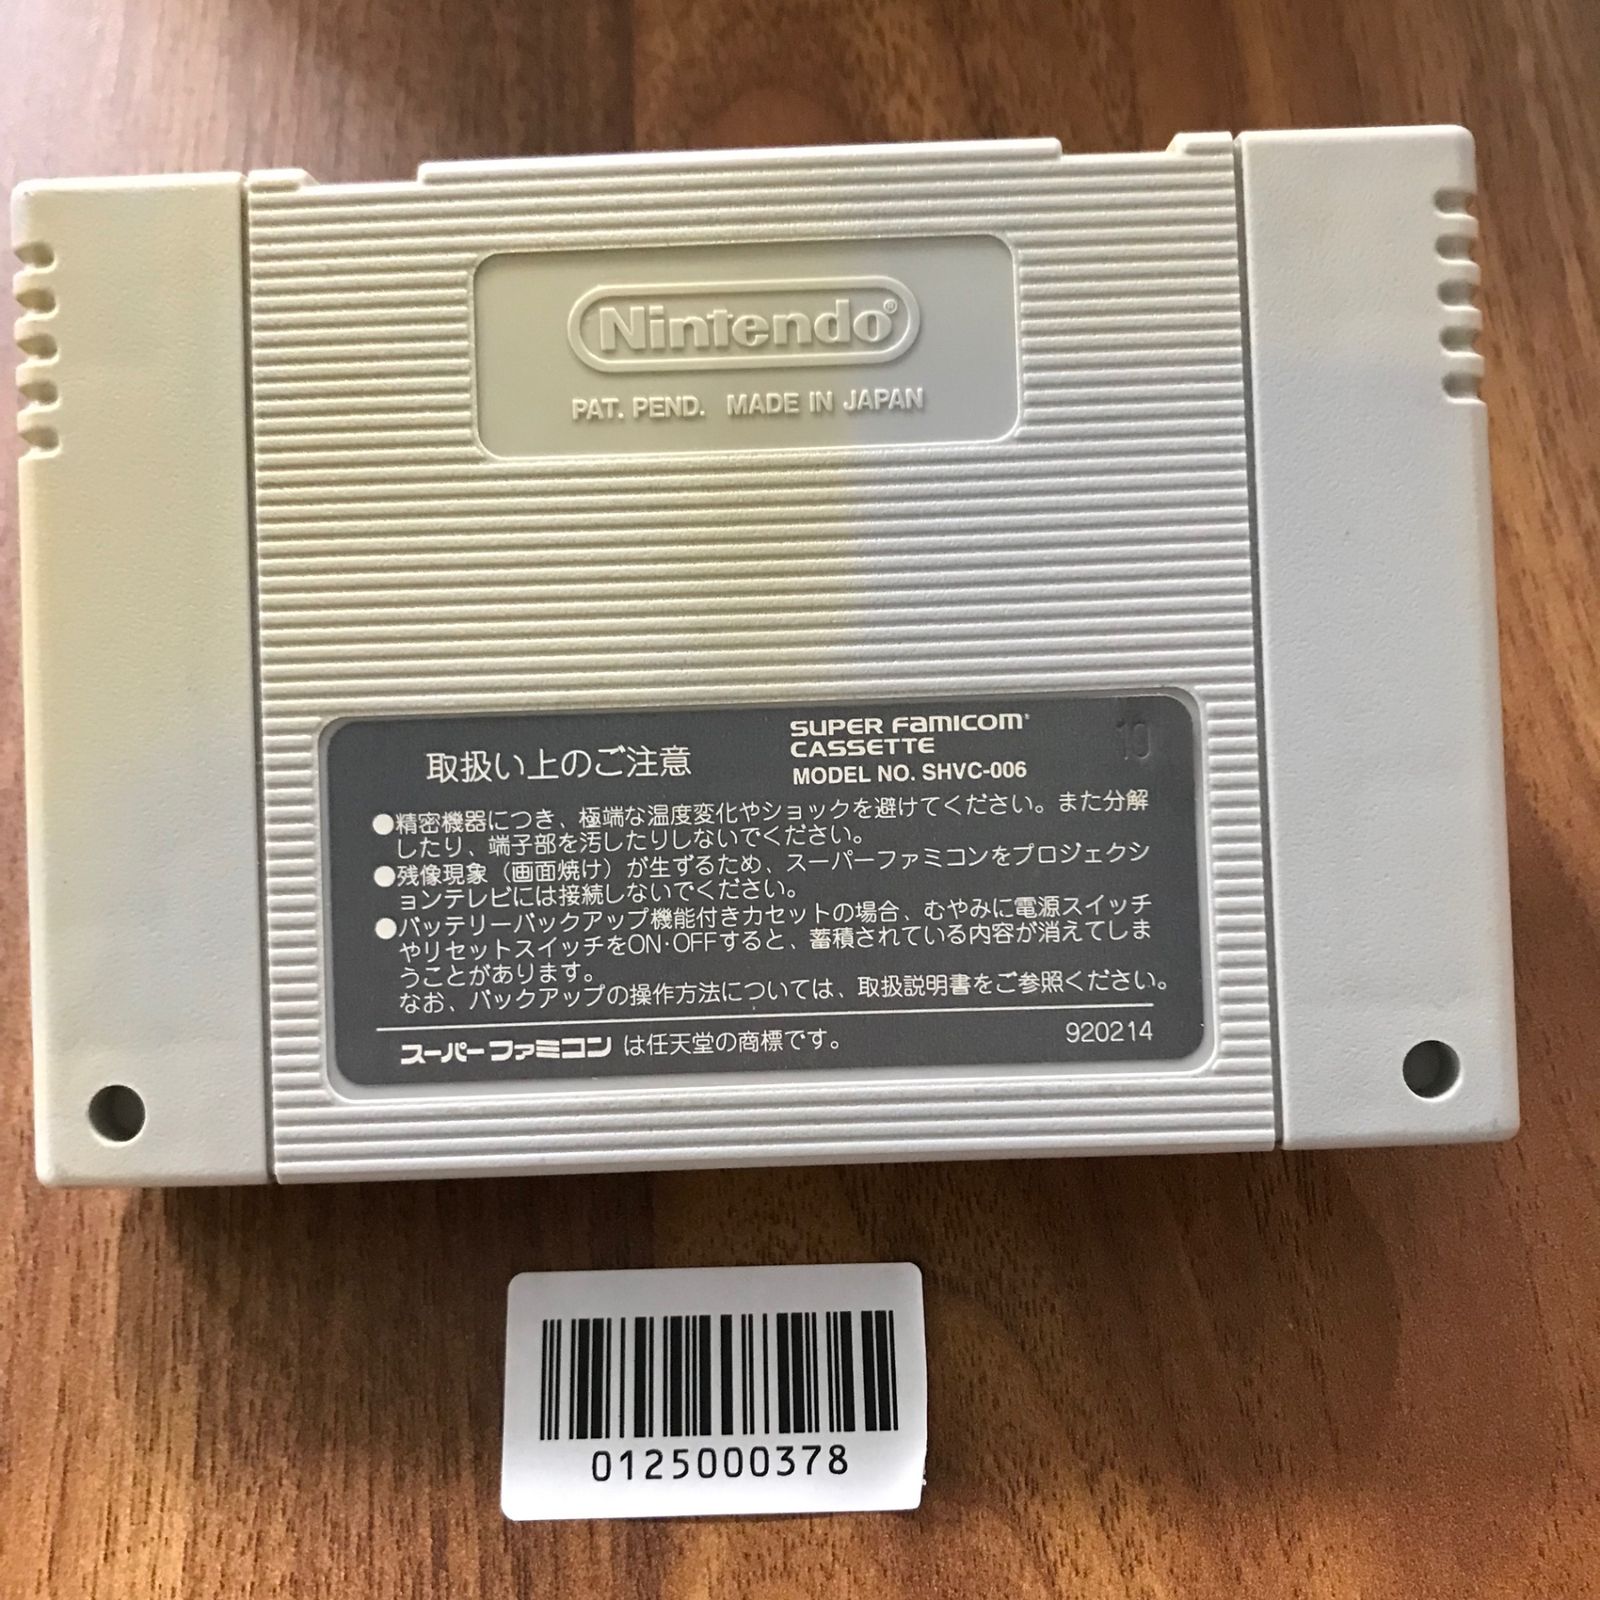 Nintendo®
PAT. PEND. MADE IN JAPAN
取扱い上のご注意
SUPER FAMICOM
CASSETTE
MODEL NO. SHVC-006
10
●精密機器につき、極端な温度変化やショックを避けてください。また分解
したり、端子部を汚したりしないでください。
●残像現象（画面焼け）が生ずるため、スーパーファミコンをプロジェクシ
ョンテレビには接続しないでください。
●バッテリーバックアップ機能付きカセットの場合、むやみに電源スイッチ
やリセットスイッチをON･OFFすると、蓄積されている内容が消えてしま
うことがあります。
なお、バックアップの操作方法については、取扱説明書をご参照ください。
スーパーファミコン は任天堂の商標です。
920214
0125000378